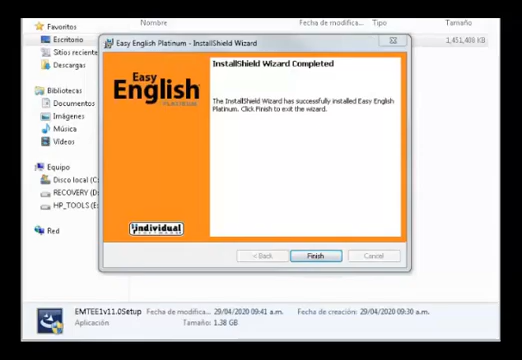 Favoritos
Escritorio
Sitios reciente
Descargas
Bibliotecas
Documentos
Imágenes
Música
Vídeos
Equipo
Disco local (C
RECOVERY (D
HP_TOOLS (E
Red
Nombre Fecha de modifica... Tipo Tamaño
1,451,408 KB
Easy English Platinum - InstallShield Wizard
Easy
English
PLATINUM
individual
SOFTWARE
InstallShield Wizard Completed
The InstallShield Wizard has successfully installed Easy English
Platinum. Click Finish to exit the wizard.
< Back Finish Cancel
EMTEE1v11.0Setup Fecha de modifica... 29/04/2020 09:41 a.m. Fecha de creación: 29/04/2020 09:30 a.m.
Aplicación Tamaño: 1.38 GB